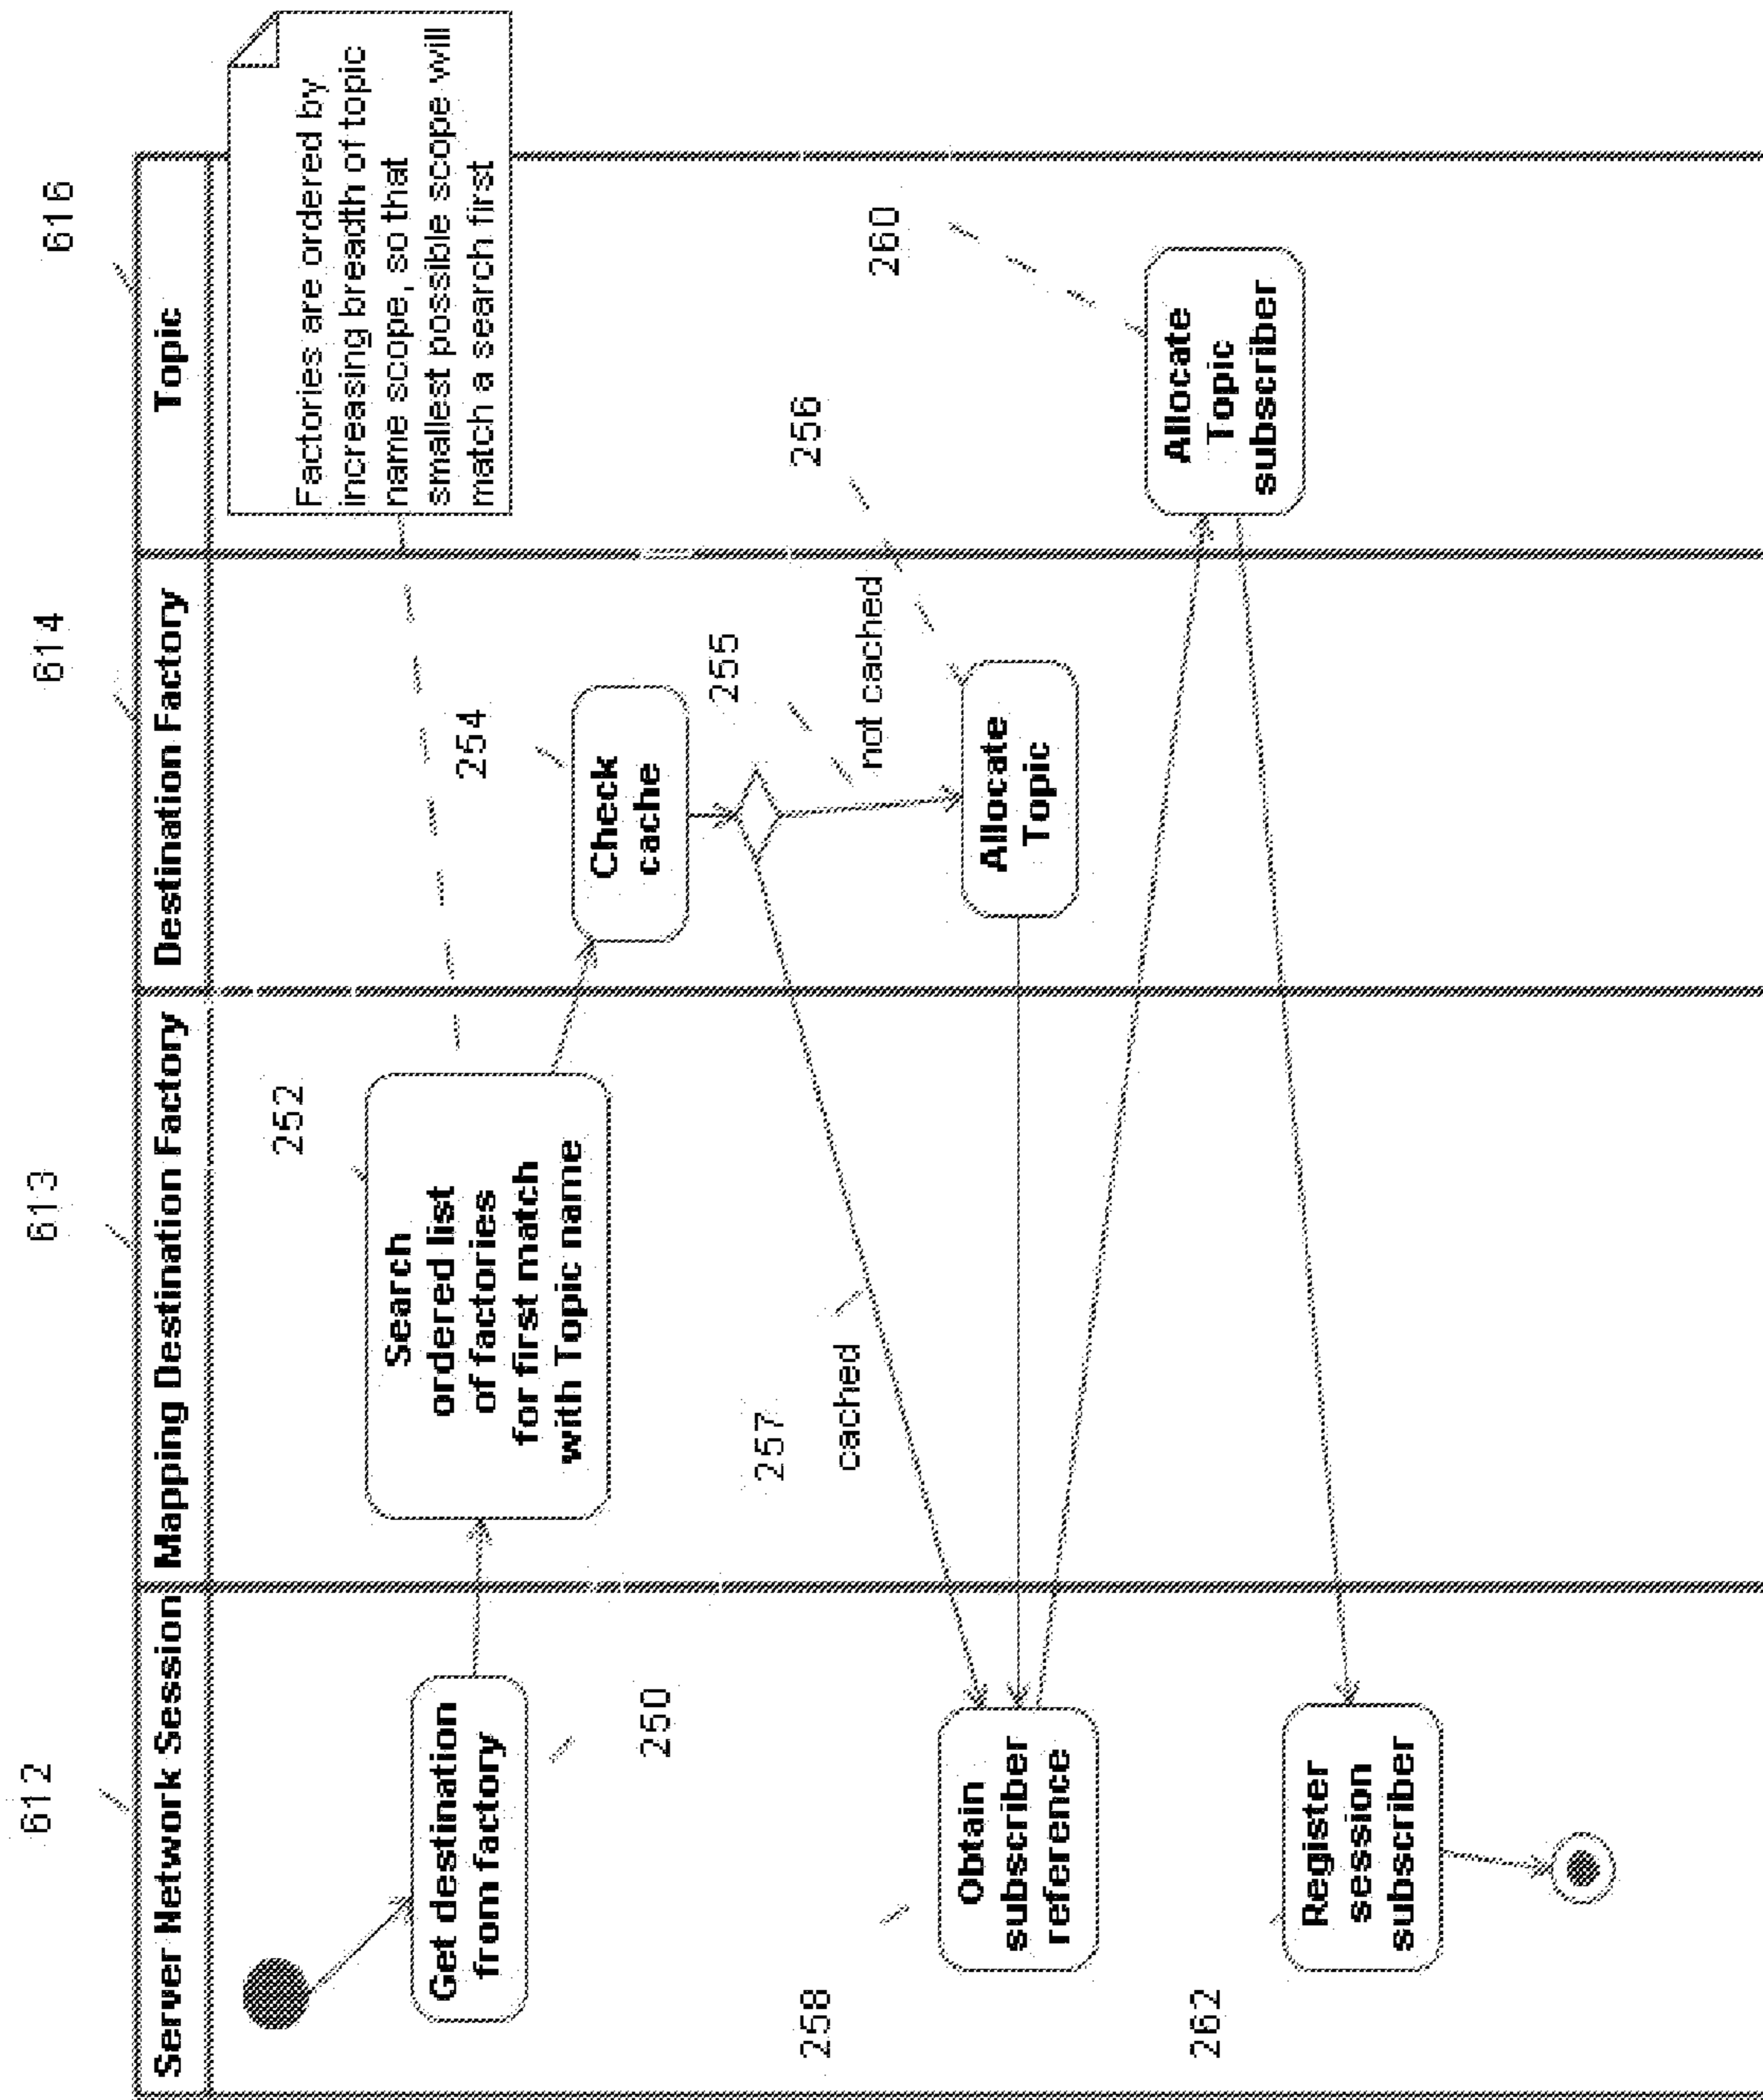 612
613
614
616
Server Network Session
Mapping Destination Factory
Destination Factory
Topic
Factories are ordered by
increasing breadth of topic
name scope, so that
smallest possible scope will
match a search first
252
Get destination
from factory
250
Search
ordered list
of factories
for first match
with Topic name
254
Check
cache
255
256
257
cached
not cached
260
258
Obtain
subscriber
reference
Allocate
Topic
Allocate
Topic
subscriber
262
Register
session
subscriber